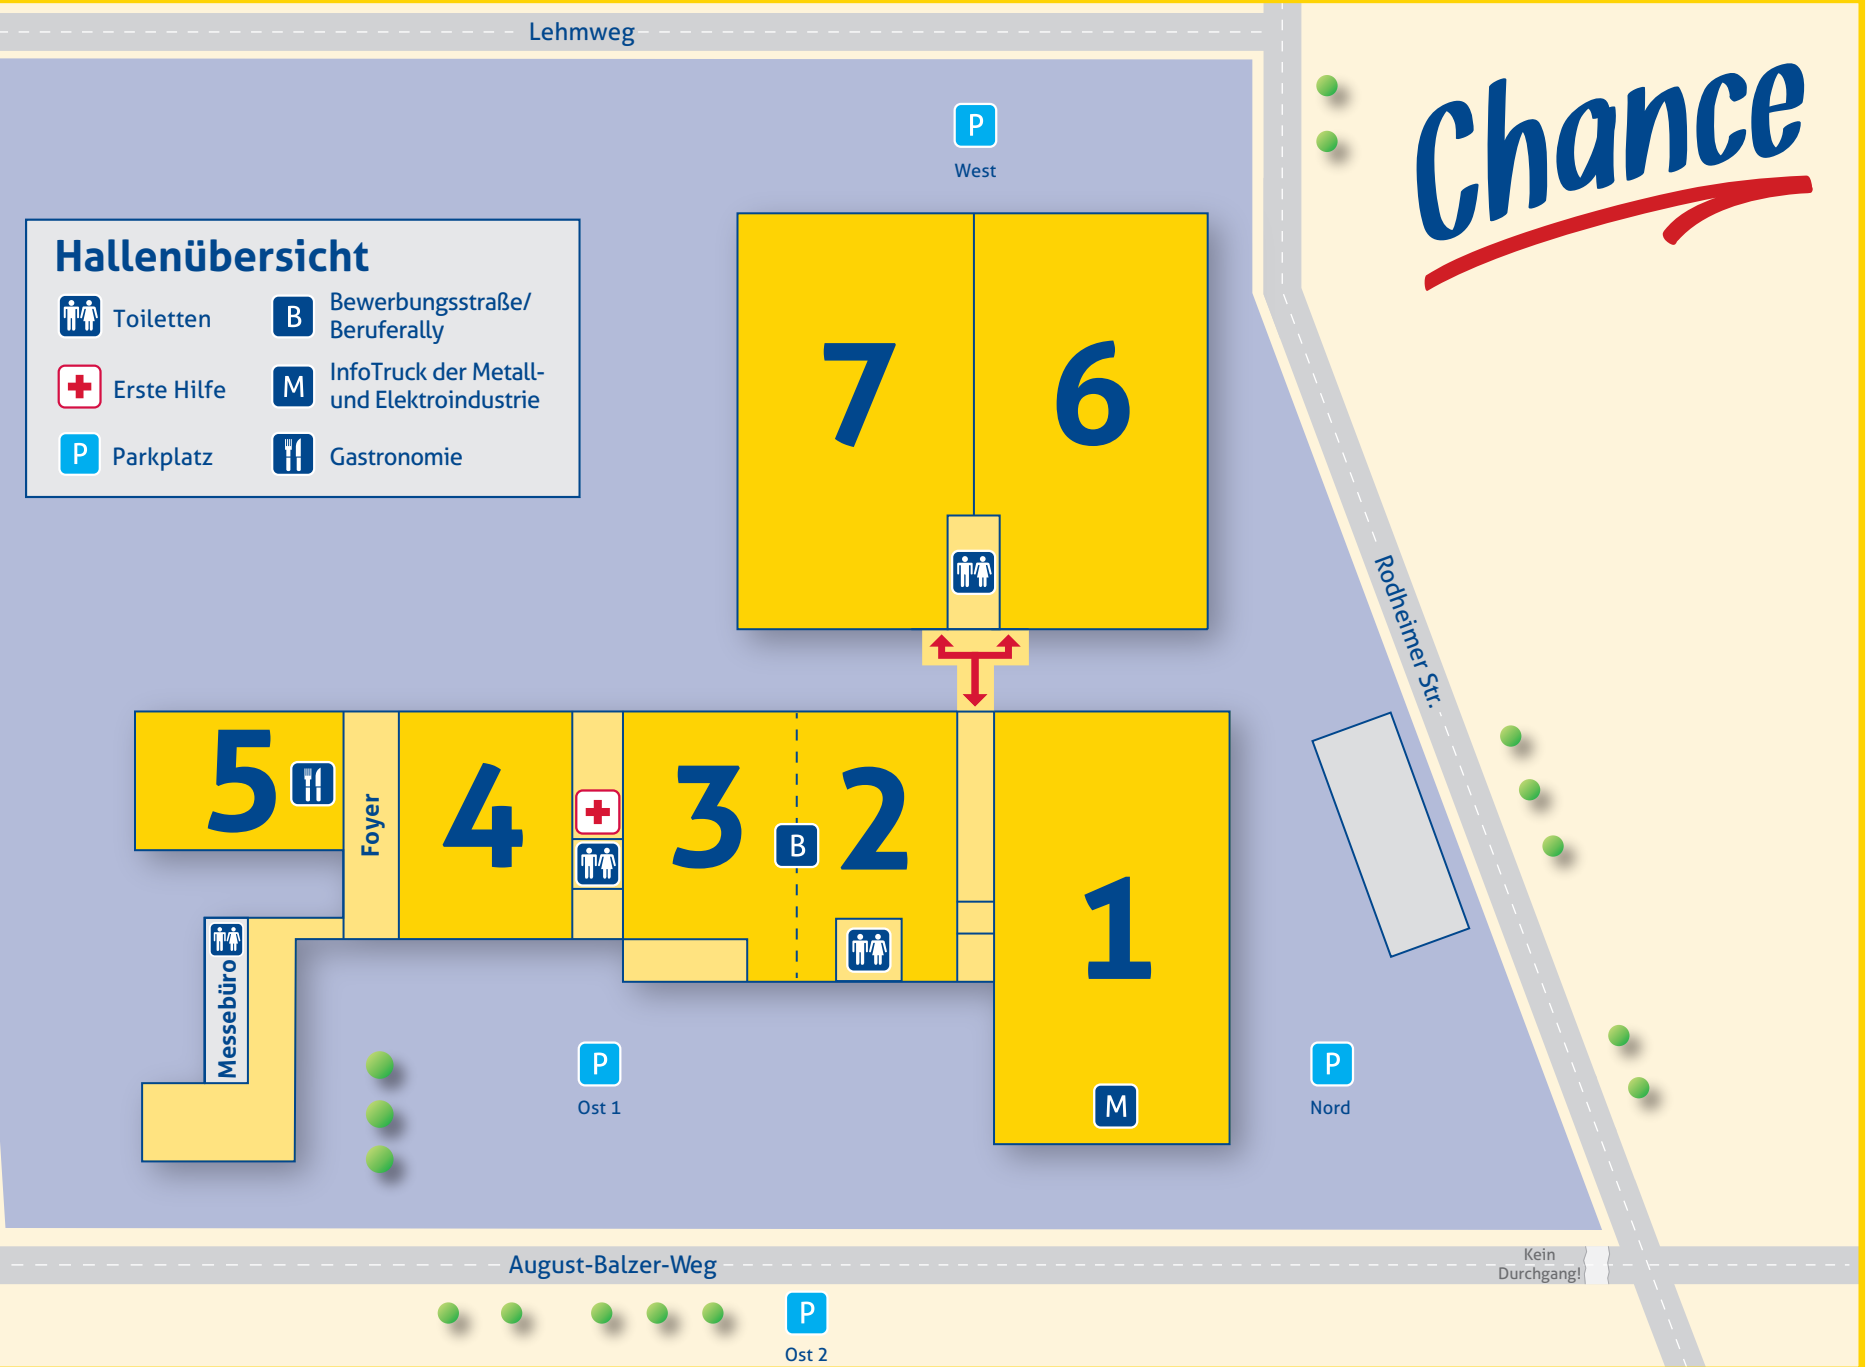 Lehmweg
Chance
P
West
Hallenübersicht
Toiletten
B
Bewerbungsstraße/
Beruferally
Erste Hilfe
M
InfoTruck der Metall-
und Elektroindustrie
P
Parkplatz
Gastronomie
7
6
Rodheimer Str.
5
Foyer
4
3
B
2
1
Messebüro
P
Ost 1
M
P
Nord
August-Balzer-Weg
Kein
Durchgang!
P
Ost 2